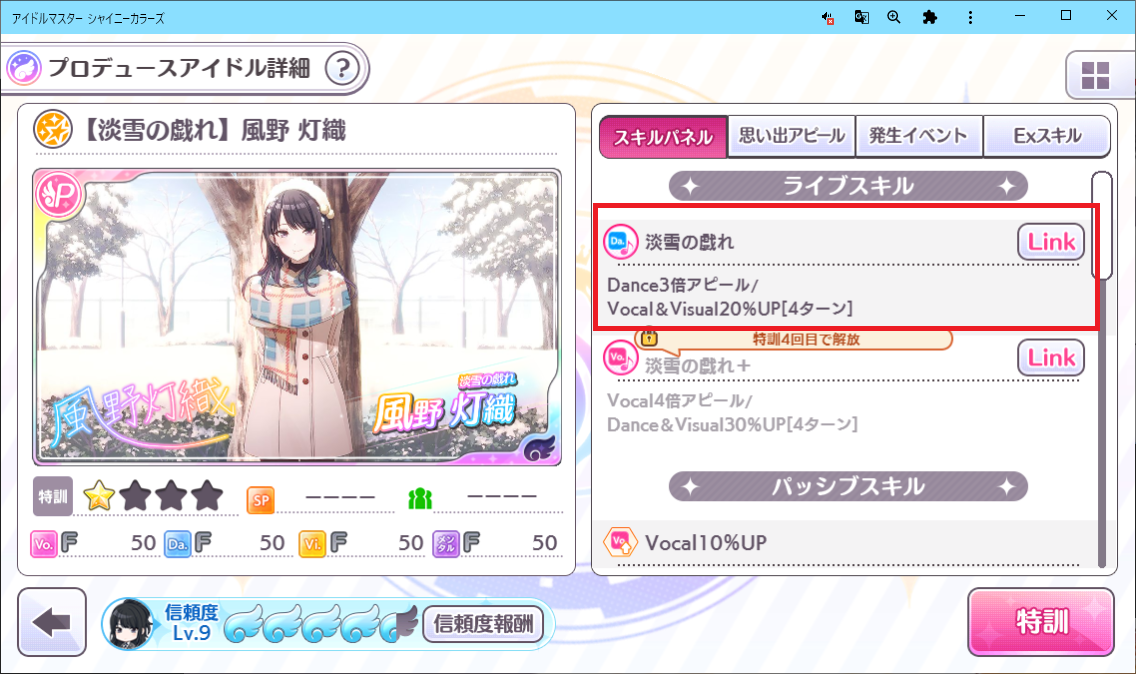 アイドルマスター シャイニーカラーズ
プロデュースアイドル詳細 ?
【淡雪の戯れ】風野 灯織
P
風野灯織
淡雪の戯れ
風野 灯織
特訓
SP ----
----
Vo. F 50 Da. F 50 Vi. F 50 メンタル F 50
スキルパネル 思い出アピール 発生イベント Exスキル
ライブスキル
Da. 淡雪の戯れ Link
Dance3倍アピール/
Vocal＆Visual20%UP[4ターン]
特訓4回目で解放
Vo. 淡雪の戯れ＋ Link
Vocal4倍アピール/
Dance＆Visual30%UP[4ターン]
パッシブスキル
Vo Vocal10%UP
信頼度
Lv.9
信頼度報酬
特訓